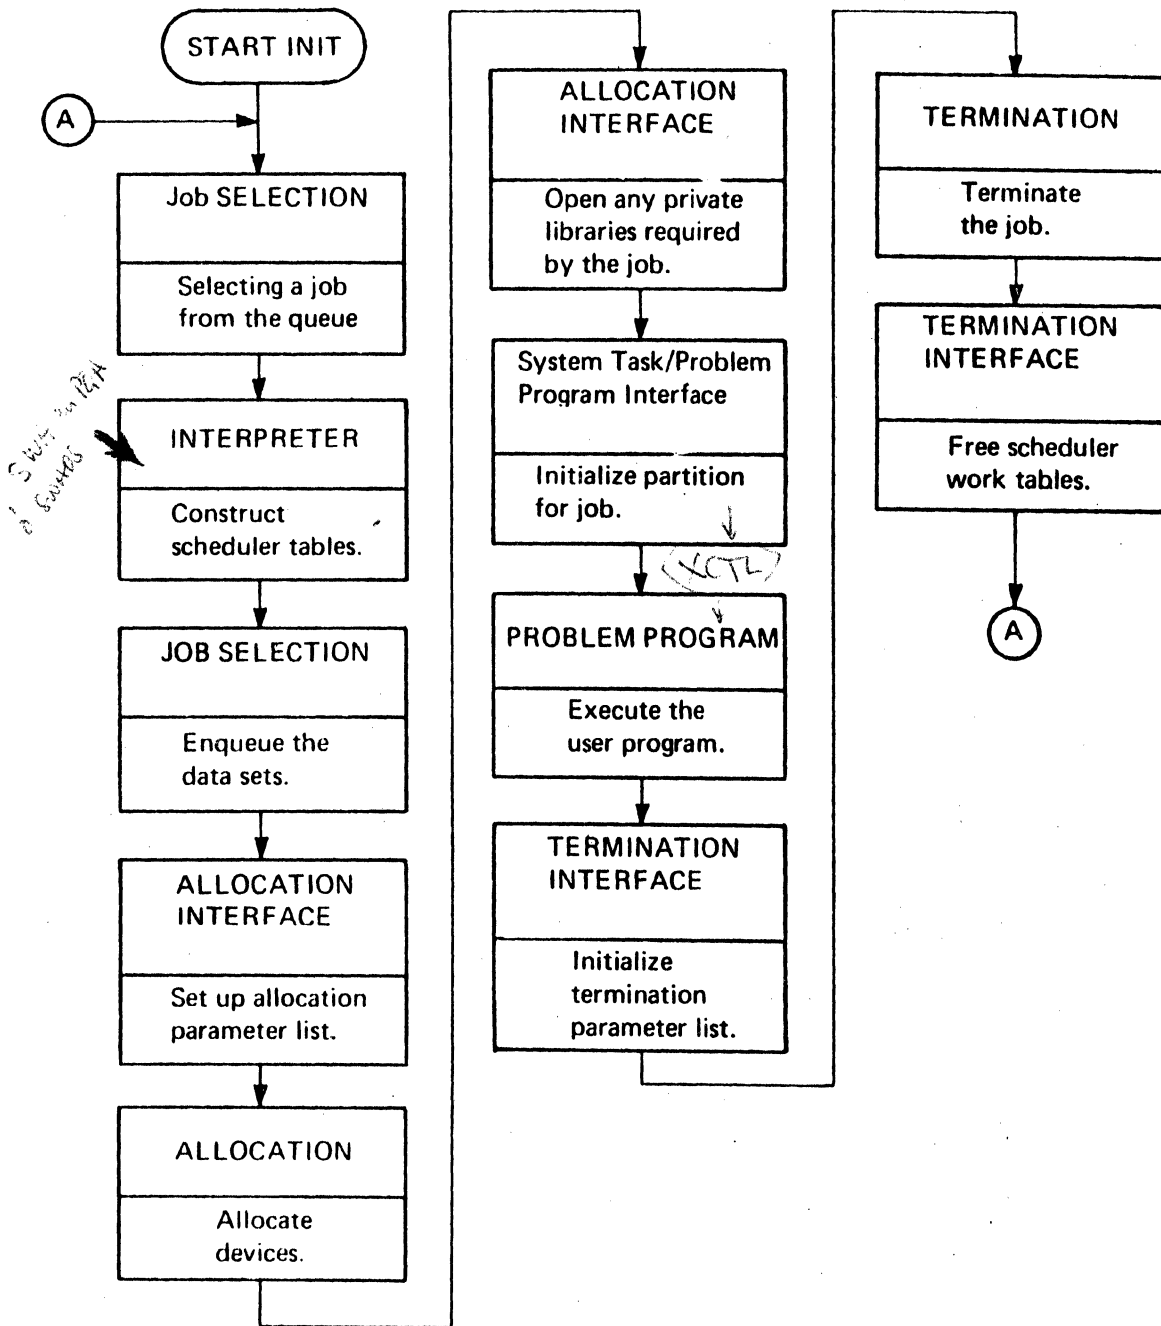 START INIT
A
Job SELECTION
Selecting a job
from the queue
INTERPRETER
Construct
scheduler tables.
JOB SELECTION
Enqueue the
data sets.
ALLOCATION
INTERFACE
Set up allocation
parameter list.
ALLOCATION
Allocate
devices.
ALLOCATION
INTERFACE
Open any private
libraries required
by the job.
System Task/Problem
Program Interface
Initialize partition
for job.
XCTL
PROBLEM PROGRAM
Execute the
user program.
TERMINATION
INTERFACE
Initialize
termination
parameter list.
TERMINATION
Terminate
the job.
TERMINATION
INTERFACE
Free scheduler
work tables.
A